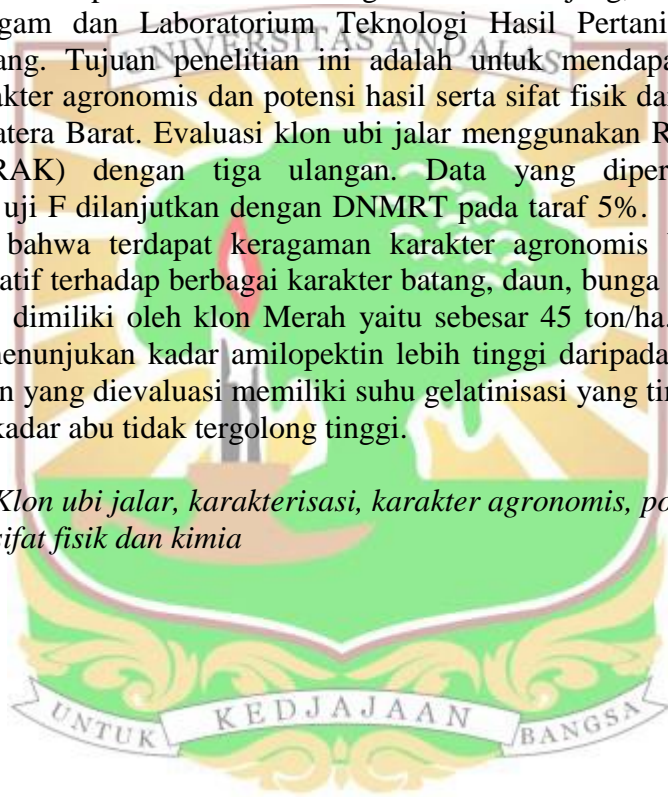 gam dan Laboratorium Teknologi Hasil Pertani
UNIVERSITAS ANDALAS
ang. Tujuan penelitian ini adalah untuk mendapa
akter agronomis dan potensi hasil serta sifat fisik da
atera Barat. Evaluasi klon ubi jalar menggunakan R
RAK) dengan tiga ulangan. Data yang diper
uji F dilanjutkan dengan DNMRT pada taraf 5%.
bahwa terdapat keragaman karakter agronomis
atif terhadap berbagai karakter batang, daun, bunga
dimiliki oleh klon Merah yaitu sebesar 45 ton/ha.
nenunjukan kadar amilopektin lebih tinggi daripada
n yang dievaluasi memiliki suhu gelatinisasi yang ti
kadar abu tidak tergolong tinggi.
Klon ubi jalar, karakterisasi, karakter agronomis, po
sifat fisik dan kimia
UNTUK KEDJAJAAN BANGSA